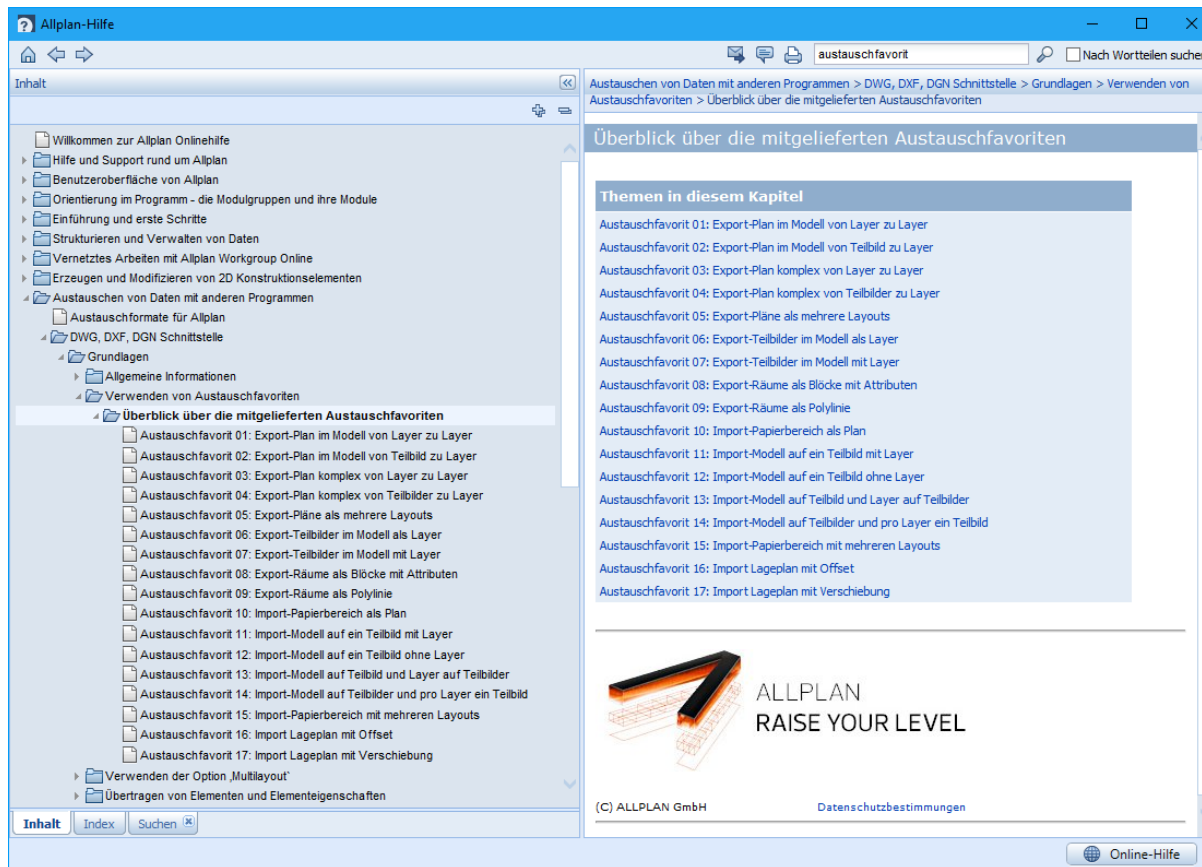 Allplan-Hilfe
austauschfavorit
Nach Wortteilen suche
Inhalt
Willkommen zur Allplan Onlinehilfe
Hilfe und Support rund um Allplan
Benutzeroberfläche von Allplan
Orientierung im Programm - die Modulgruppen und ihre Module
Einführung und erste Schritte
Strukturieren und Verwalten von Daten
Vernetztes Arbeiten mit Allplan Workgroup Online
Erzeugen und Modifizieren von 2D Konstruktionselementen
Austauschen von Daten mit anderen Programmen
Austauschformate für Allplan
DWG, DXF, DGN Schnittstelle
Grundlagen
Allgemeine Informationen
Verwenden von Austauschfavoriten
Überblick über die mitgelieferten Austauschfavoriten
Austauschfavorit 01: Export-Plan im Modell von Layer zu Layer
Austauschfavorit 02: Export-Plan im Modell von Teilbild zu Layer
Austauschfavorit 03: Export-Plan komplex von Layer zu Layer
Austauschfavorit 04: Export-Plan komplex von Teilbilder zu Layer
Austauschfavorit 05: Export-Pläne als mehrere Layouts
Austauschfavorit 06: Export-Teilbilder im Modell als Layer
Austauschfavorit 07: Export-Teilbilder im Modell mit Layer
Austauschfavorit 08: Export-Räume als Blöcke mit Attributen
Austauschfavorit 09: Export-Räume als Polylinie
Austauschfavorit 10: Import-Papierbereich als Plan
Austauschfavorit 11: Import-Modell auf ein Teilbild mit Layer
Austauschfavorit 12: Import-Modell auf ein Teilbild ohne Layer
Austauschfavorit 13: Import-Modell auf Teilbild und Layer auf Teilbilder
Austauschfavorit 14: Import-Modell auf Teilbilder und pro Layer ein Teilbild
Austauschfavorit 15: Import-Papierbereich mit mehreren Layouts
Austauschfavorit 16: Import Lageplan mit Offset
Austauschfavorit 17: Import Lageplan mit Verschiebung
Verwenden der Option ‚Multilayout`
Übertragen von Elementen und Elementeigenschaften
Inhalt Index Suchen
Austauschen von Daten mit anderen Programmen > DWG, DXF, DGN Schnittstelle > Grundlagen > Verwenden von
Austauschfavoriten > Überblick über die mitgelieferten Austauschfavoriten
Überblick über die mitgelieferten Austauschfavoriten
Themen in diesem Kapitel
Austauschfavorit 01: Export-Plan im Modell von Layer zu Layer
Austauschfavorit 02: Export-Plan im Modell von Teilbild zu Layer
Austauschfavorit 03: Export-Plan komplex von Layer zu Layer
Austauschfavorit 04: Export-Plan komplex von Teilbilder zu Layer
Austauschfavorit 05: Export-Pläne als mehrere Layouts
Austauschfavorit 06: Export-Teilbilder im Modell als Layer
Austauschfavorit 07: Export-Teilbilder im Modell mit Layer
Austauschfavorit 08: Export-Räume als Blöcke mit Attributen
Austauschfavorit 09: Export-Räume als Polylinie
Austauschfavorit 10: Import-Papierbereich als Plan
Austauschfavorit 11: Import-Modell auf ein Teilbild mit Layer
Austauschfavorit 12: Import-Modell auf ein Teilbild ohne Layer
Austauschfavorit 13: Import-Modell auf Teilbild und Layer auf Teilbilder
Austauschfavorit 14: Import-Modell auf Teilbilder und pro Layer ein Teilbild
Austauschfavorit 15: Import-Papierbereich mit mehreren Layouts
Austauschfavorit 16: Import Lageplan mit Offset
Austauschfavorit 17: Import Lageplan mit Verschiebung
ALLPLAN
RAISE YOUR LEVEL
(C) ALLPLAN GmbH Datenschutzbestimmungen
Online-Hilfe